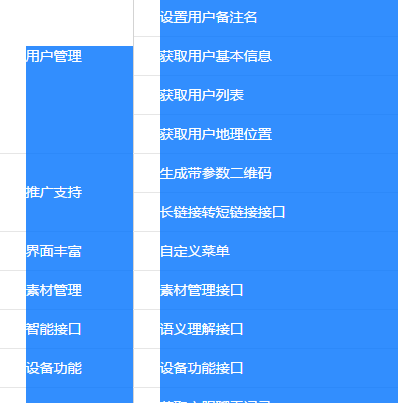 设置用户备注名
用户管理
获取用户基本信息
获取用户列表
获取用户地理位置
推广支持
生成带参数二维码
长链接转短链接接口
界面丰富
自定义菜单
素材管理
素材管理接口
智能接口
语义理解接口
设备功能
设备功能接口